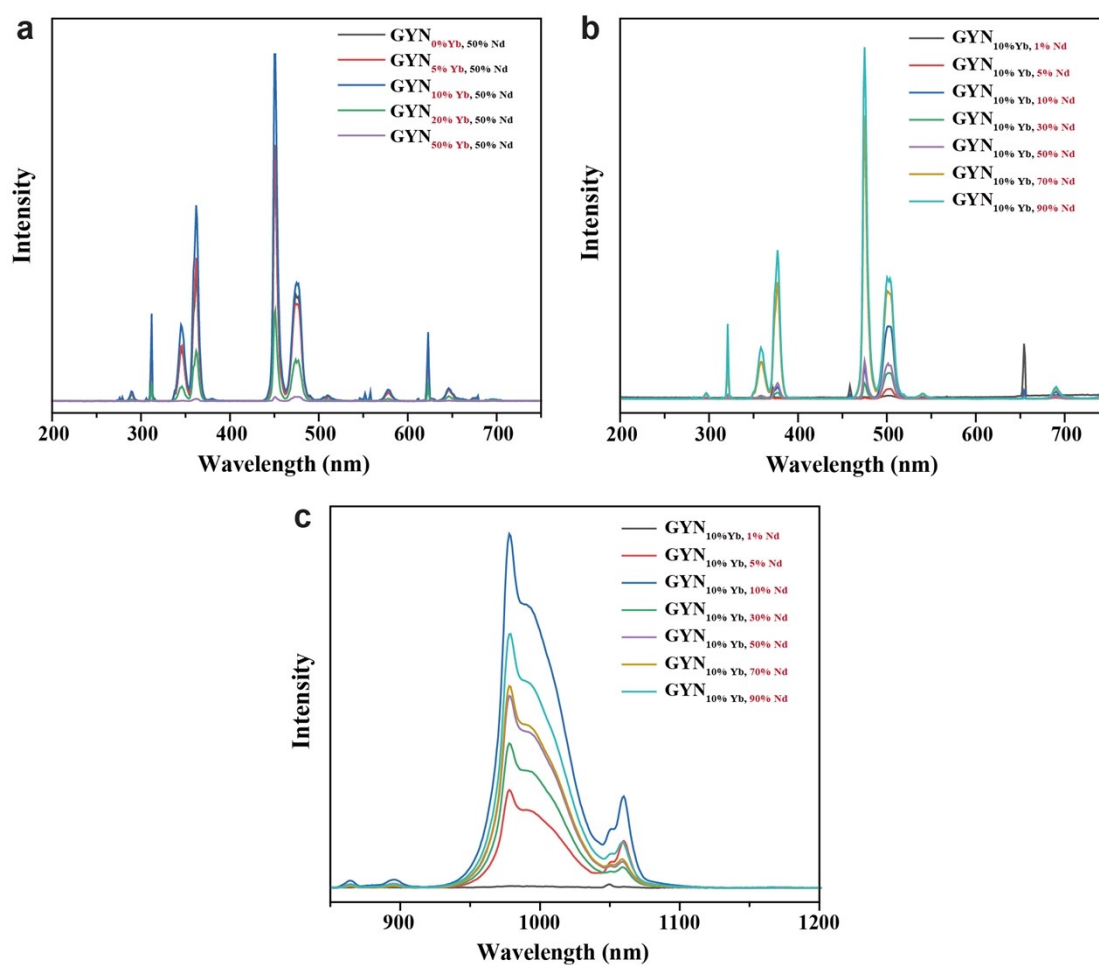 a
GYN0%Yb, 50% Nd
GYN5% Yb, 50% Nd
GYN10% Yb, 50% Nd
GYN20% Yb, 50% Nd
GYN50% Yb, 50% Nd
Intensity
200 300 400 500 600 700
Wavelength (nm)
b
GYN10%Yb, 1% Nd
GYN10% Yb, 5% Nd
GYN10% Yb, 10% Nd
GYN10% Yb, 30% Nd
GYN10% Yb, 50% Nd
GYN10% Yb, 70% Nd
GYN10% Yb, 90% Nd
Intensity
200 300 400 500 600 700
Wavelength (nm)
c
GYN10%Yb, 1% Nd
GYN10% Yb, 5% Nd
GYN10% Yb, 10% Nd
GYN10% Yb, 30% Nd
GYN10% Yb, 50% Nd
GYN10% Yb, 70% Nd
GYN10% Yb, 90% Nd
Intensity
900 1000 1100 1200
Wavelength (nm)